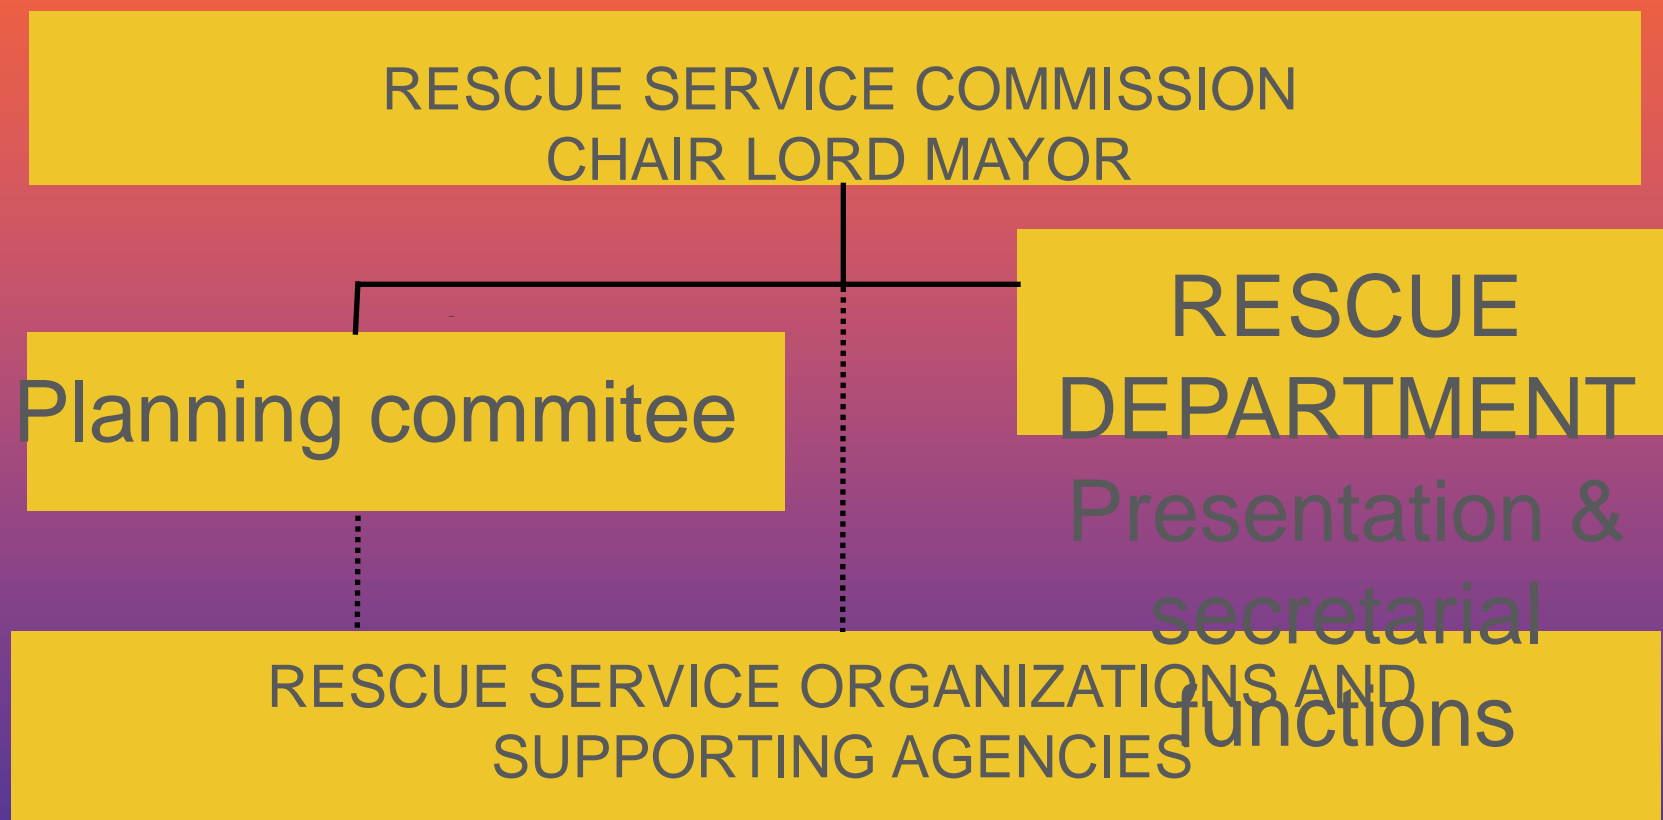 RESCUE SERVICE COMMISSION
CHAIR LORD MAYOR
Planning commitee
RESCUE
DEPARTMENT
Presentation &
secretarial
functions
RESCUE SERVICE ORGANIZATIONS AND
SUPPORTING AGENCIES